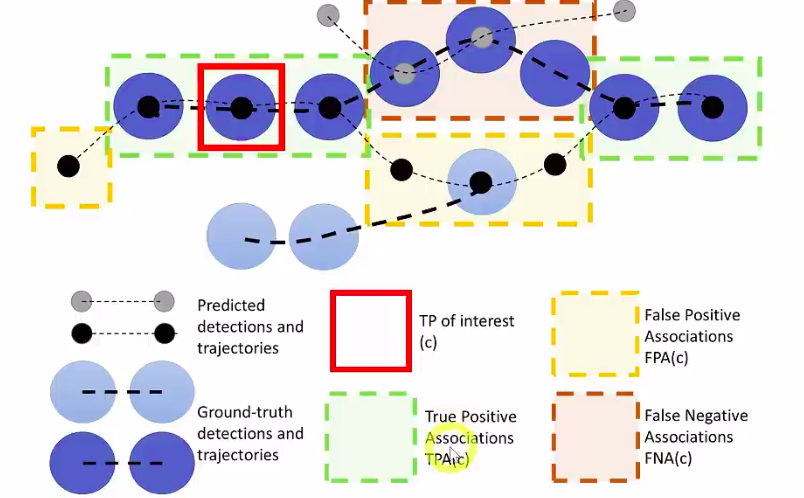 Predicted
detections and
trajectories
TP of interest
(c)
False Positive
Associations
FPA(c)
Ground-truth
detections and
trajectories
True Positive
Associations
TPA(c)
False Negative
Associations
FNA(c)